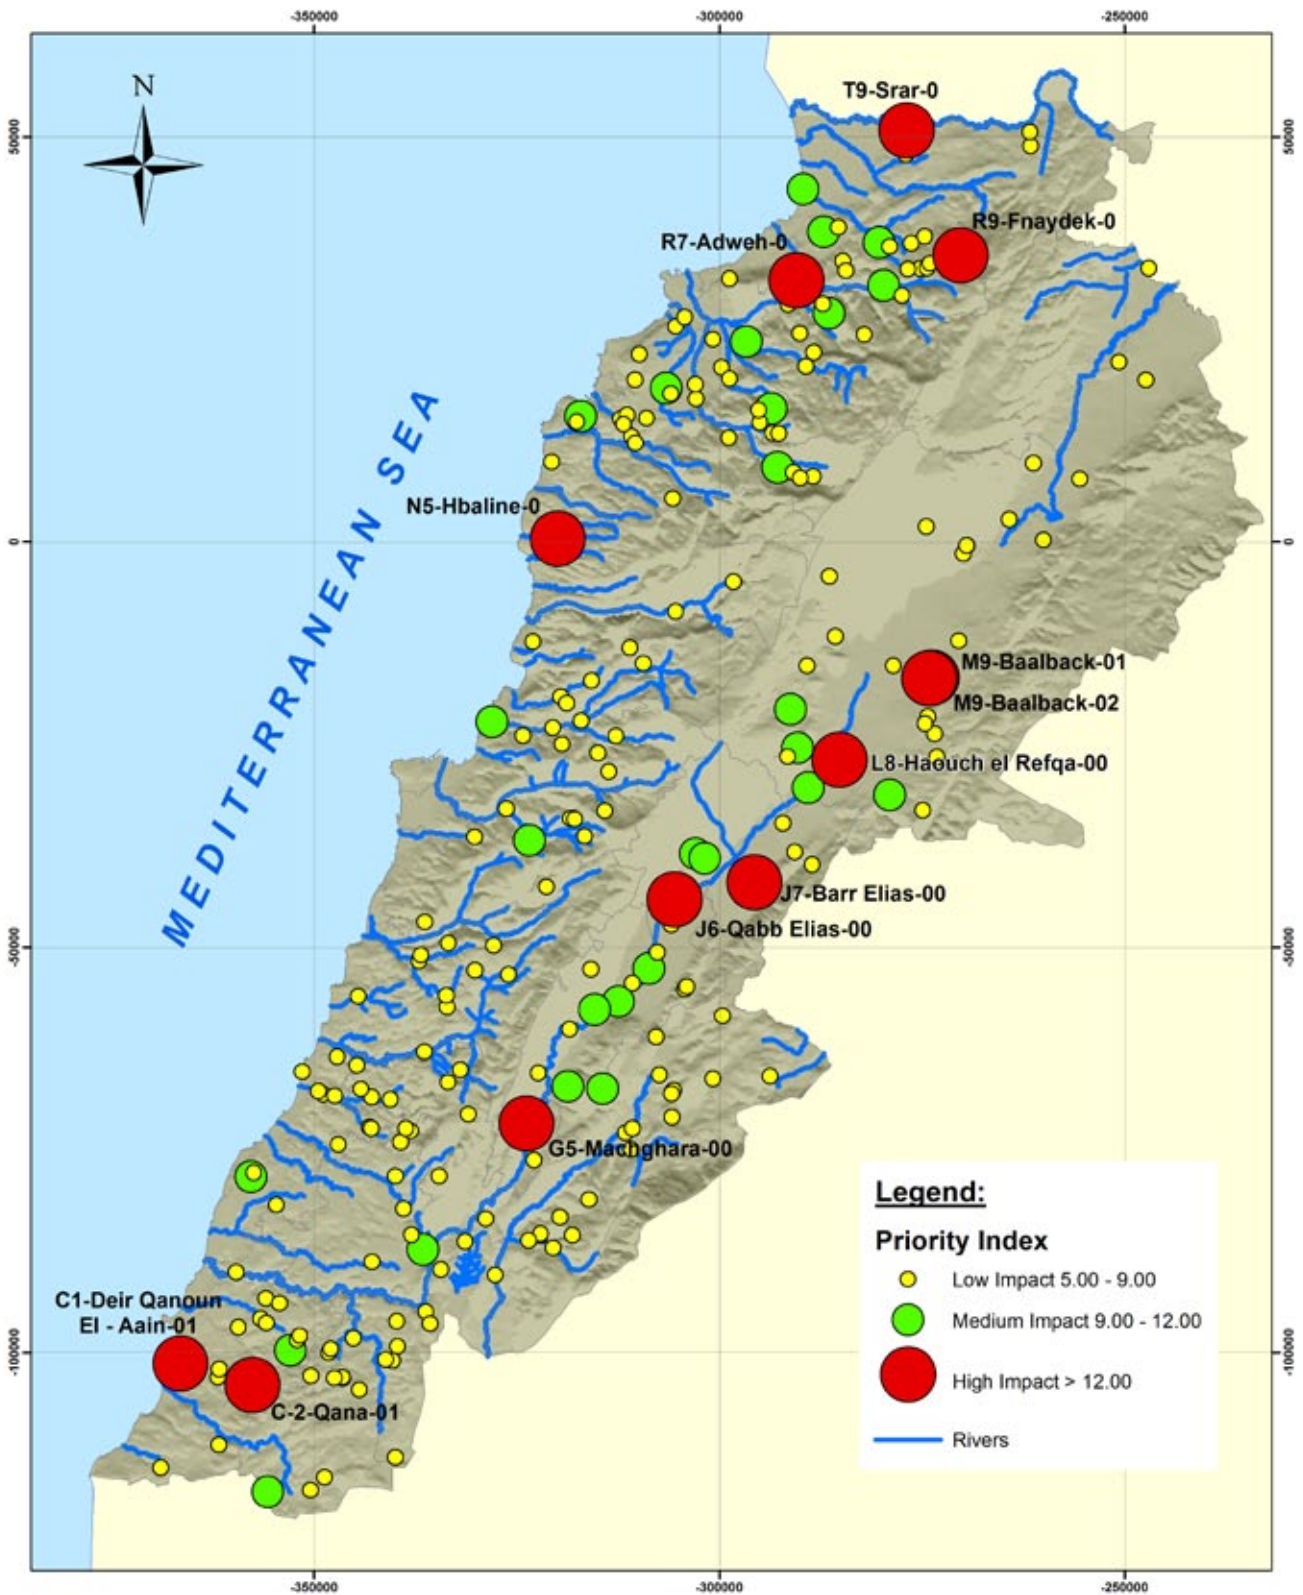 -350000
-300000
-250000
N
50000
50000
T9-Srar-0
R9-Fnaydek-0
R7-Adweh-0
MEDITERRANEAN SEA
N5-Hbaline-0
0
0
M9-Baalback-01
M9-Baalback-02
L8-Haouch el Refqa-00
J7-Barr Elias-00
J6-Qabb Elias-00
-50000
-50000
G5-Machghara-00
Legend:
Priority Index
Low Impact 5.00 - 9.00
Medium Impact 9.00 - 12.00
High Impact > 12.00
Rivers
C1-Deir Qanoun
El - Aain-01
-100000
-100000
C-2-Qana-01
-350000
-300000
-250000